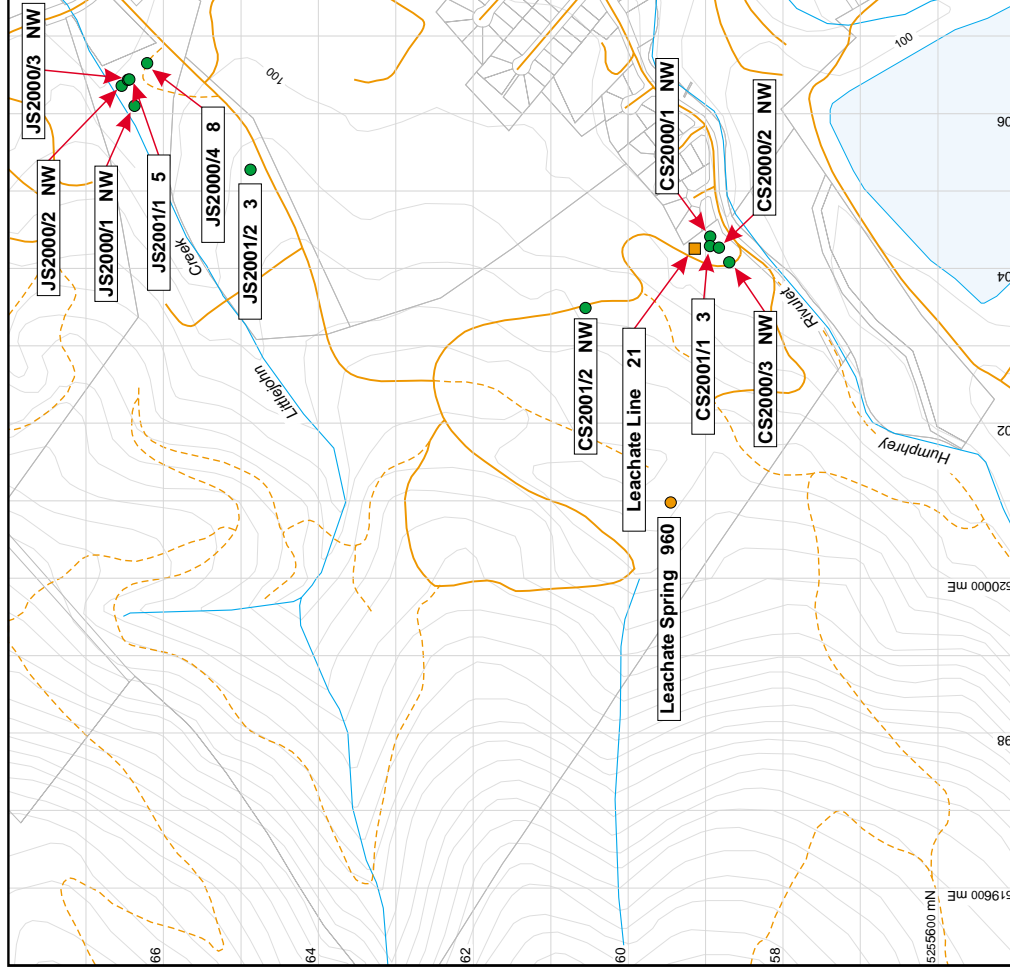 JS2000/3 NW
JS2000/2 NW
JS2000/1 NW
JS2001/1 5
JS2000/4 8
JS2001/2 3
100
Creek
Littlejohn
CS2000/1 NW
CS2000/2 NW
CS2001/2 NW
Leachate Line 21
CS2001/1 3
CS2000/3 NW
Leachate Spring 960
Rivulet
Humphrey
100
06
04
02
520000 mE
98
519600 mE
5255600 mN
66
64
62
60
58